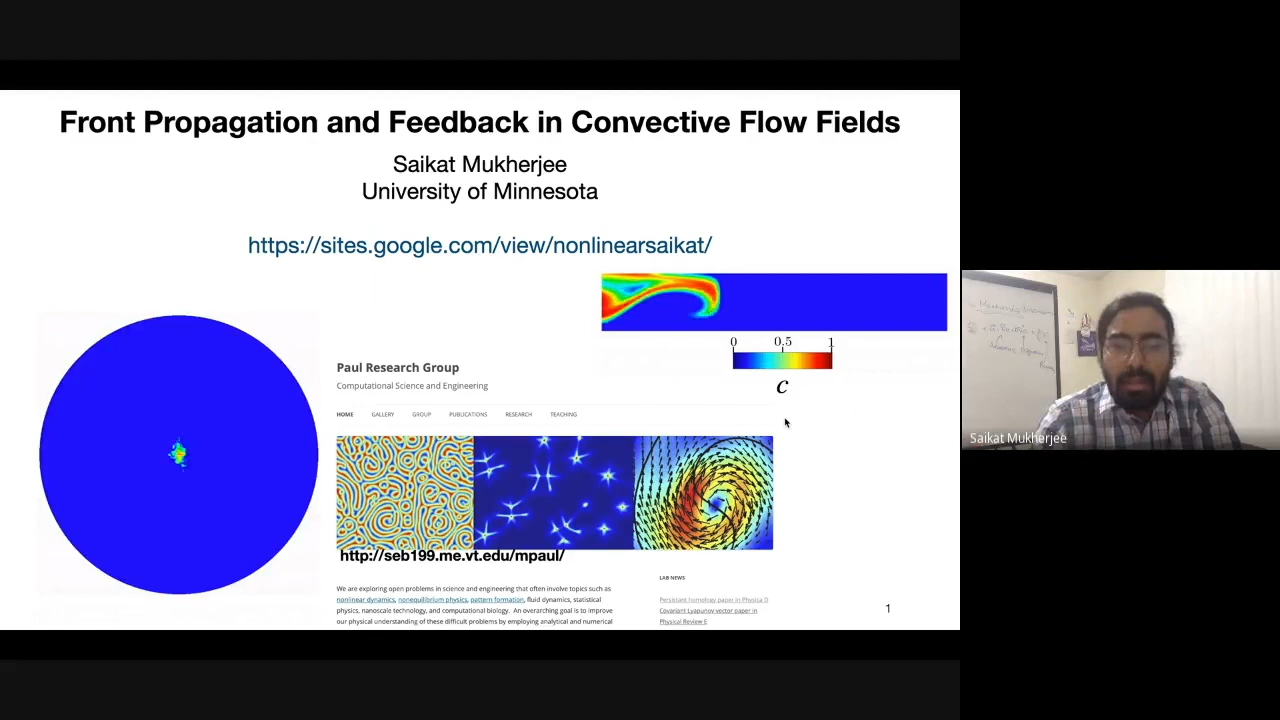 Front Propagation and Feedback in Convective Flow Fields
Saikat Mukherjee
University of Minnesota
https://sites.google.com/view/nonlinearsaikat/
0 0.5 1
c
Paul Research Group
Computational Science and Engineering
HOME GALLERY GROUP PUBLICATIONS RESEARCH TEACHING
http://seb199.me.vt.edu/mpaul/
We are exploring open problems in science and engineering that often involve topics such as
nonlinear dynamics, nonequilibrium physics, pattern formation, fluid dynamics, statistical
physics, nanoscale technology, and computational biology. An overarching goal is to improve
our physical understanding of these difficult problems by employing analytical and numerical
LAB NEWS
Persistant homology paper in Physica D
Covariant Lyapunov vector paper in
Physical Review E
1
Saikat Mukherjee